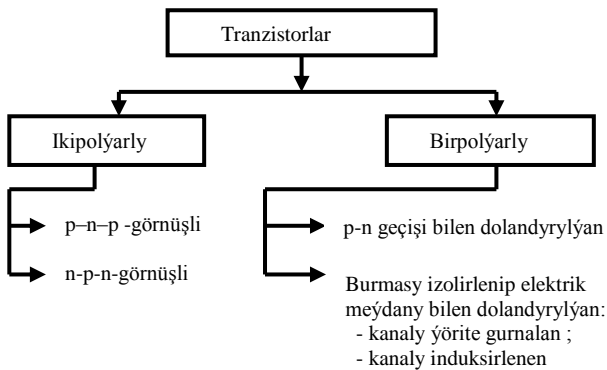 Tranzistorlar
Ikipolýarly
Birpolýarly
p–n–p -görnüşli
n-p-n-görnüşli
p-n geçişi bilen dolandyrylýan
Burmasy izolirlenip elektrik
meýdany bilen dolandyrylýan:
- kanaly ýörite gurnalan ;
- kanaly induksirlenen